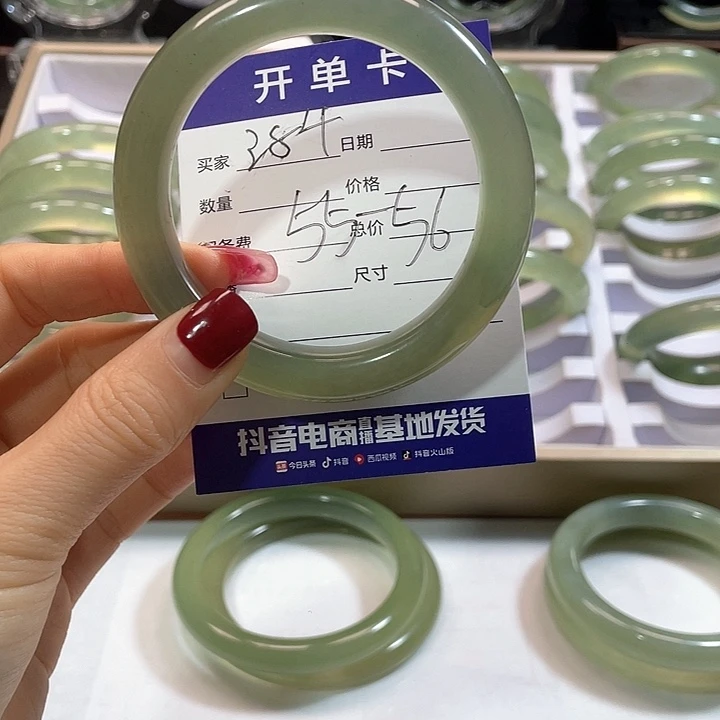 开单卡
买家 384 日期
数量 价格
55-56 总价
尺寸
抖音电商直播基地发货
今日头条 抖音 西瓜视频 抖音火山版